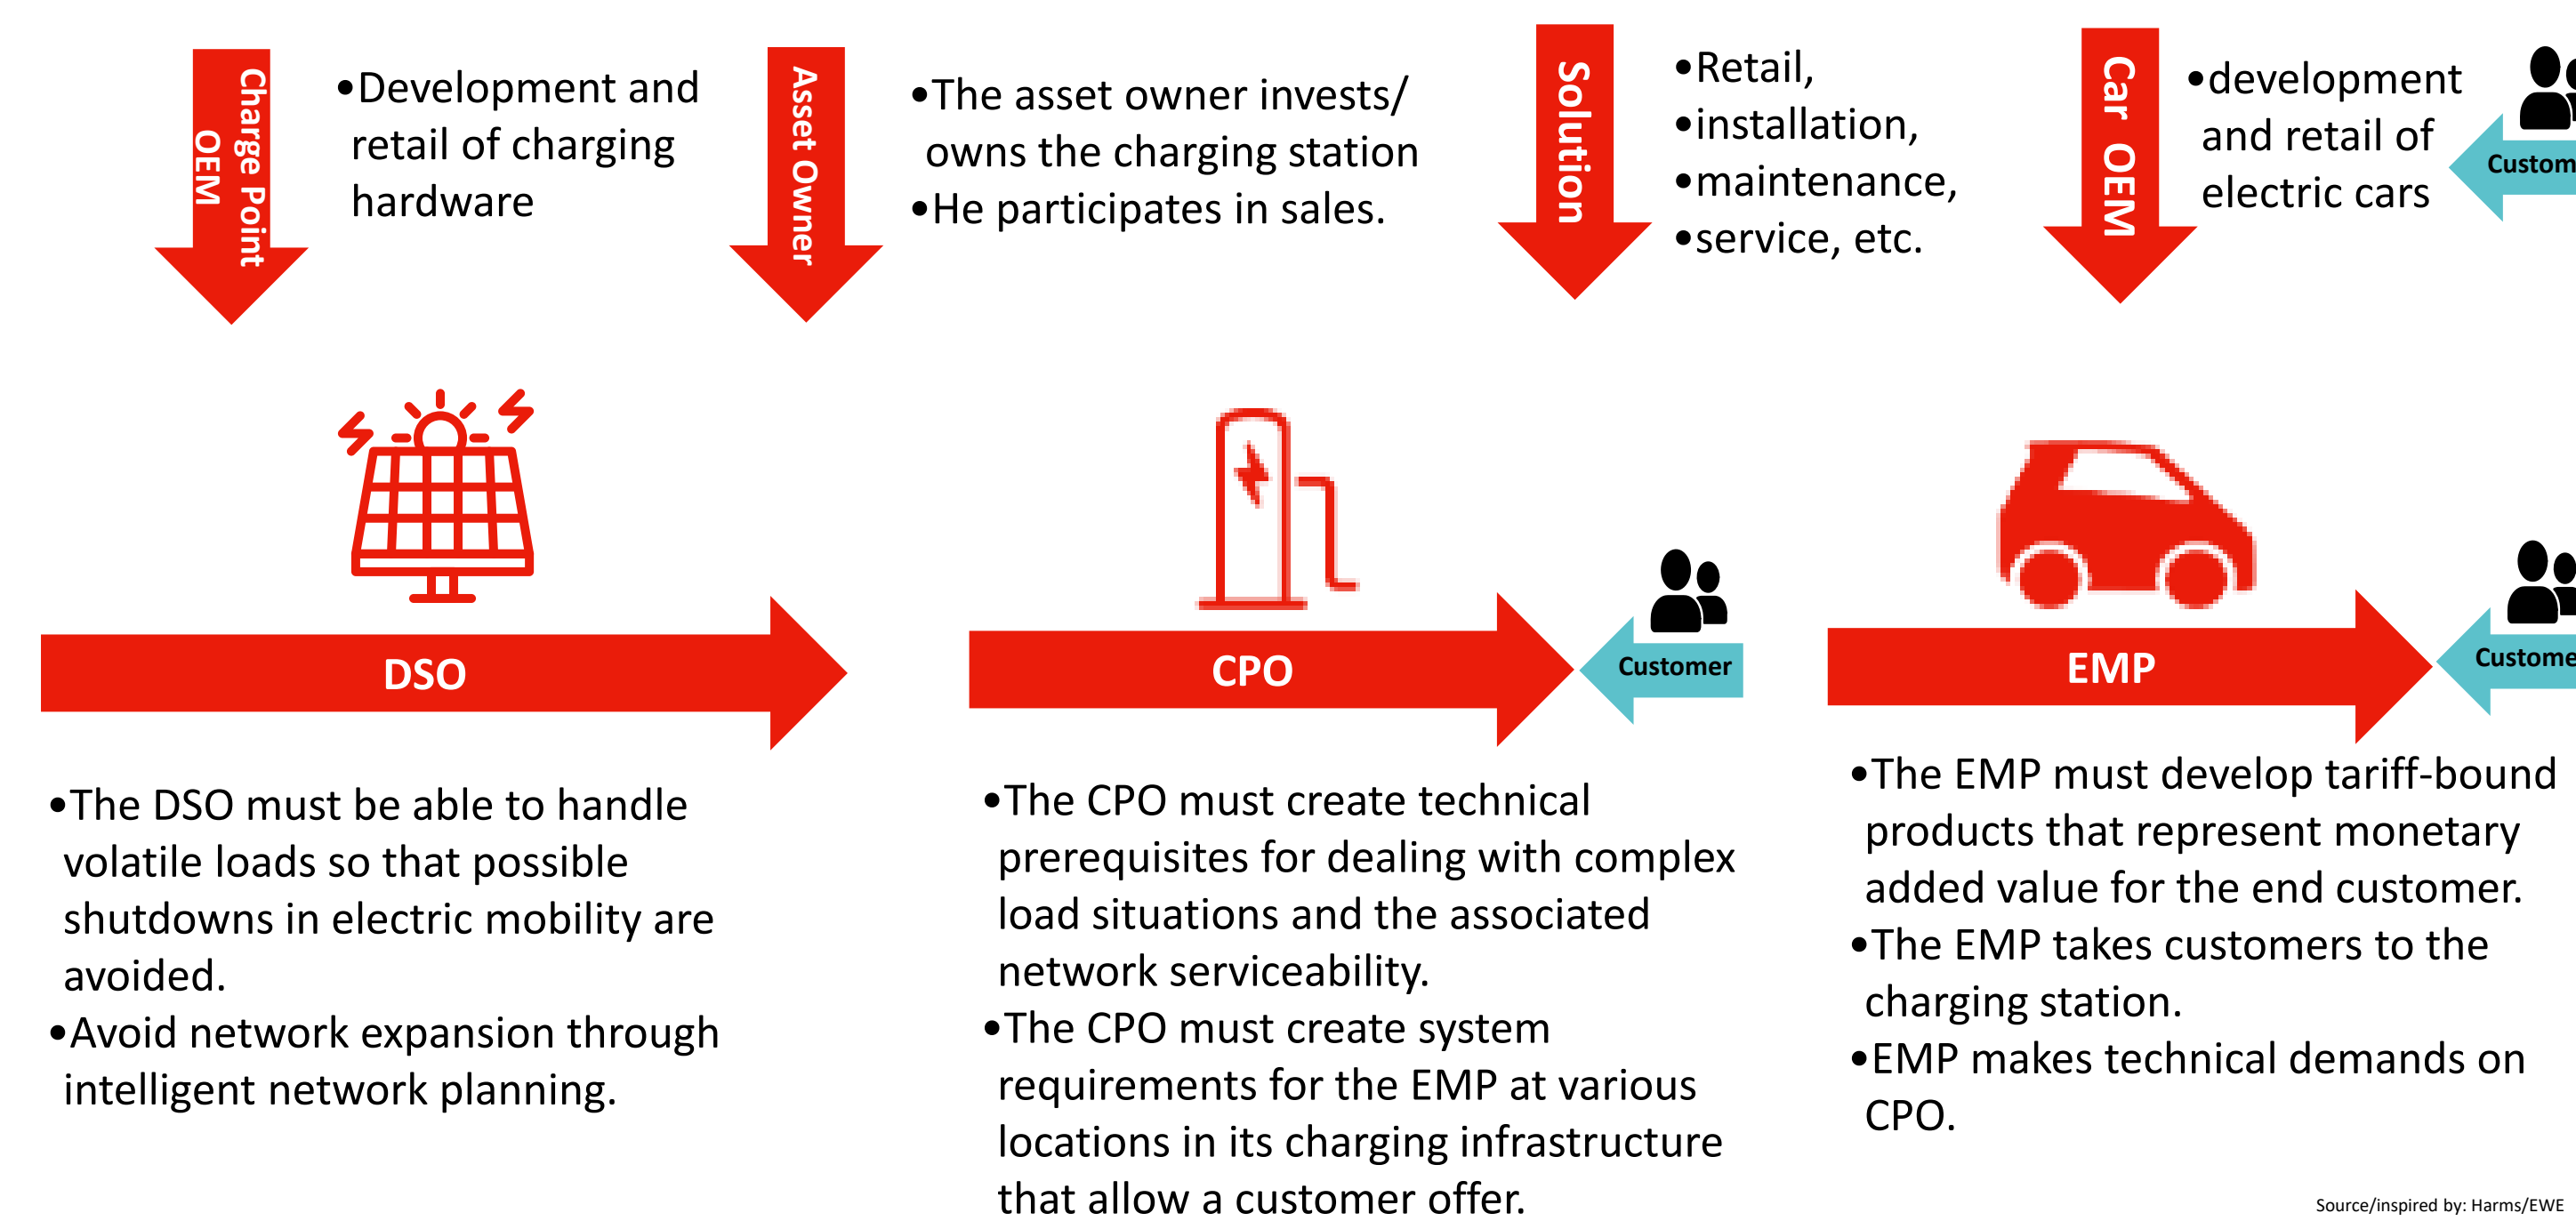 Charge Point
OEM
•Development and
retail of charging
hardware
Asset Owner
•The asset owner invests/
owns the charging station
•He participates in sales.
Solution
•Retail,
•installation,
•maintenance,
•service, etc.
Car OEM
•development
and retail of
electric cars
Custom
DSO
•The DSO must be able to handle
volatile loads so that possible
shutdowns in electric mobility are
avoided.
•Avoid network expansion through
intelligent network planning.
CPO
Customer
•The CPO must create technical
prerequisites for dealing with complex
load situations and the associated
network serviceability.
•The CPO must create system
requirements for the EMP at various
locations in its charging infrastructure
that allow a customer offer.
EMP
Custome
•The EMP must develop tariff-bound
products that represent monetary
added value for the end customer.
•The EMP takes customers to the
charging station.
•EMP makes technical demands on
CPO.
Source/inspired by: Harms/EWE